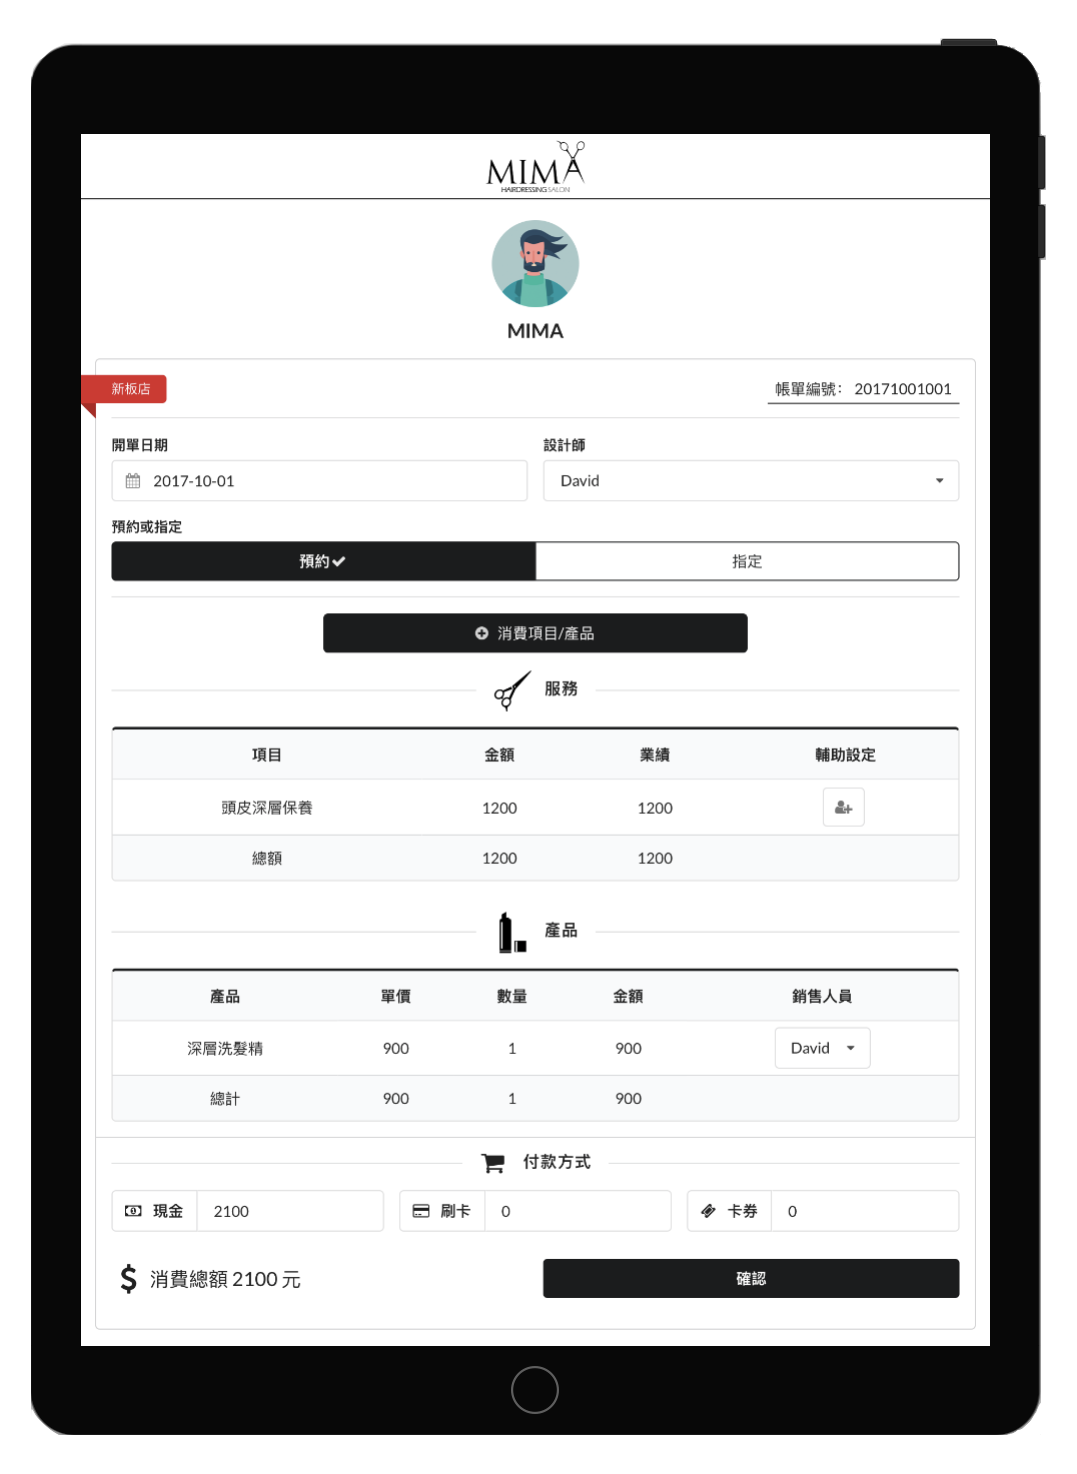 MIMA
HAIRDRESSING SALON
MIMA
新板店
帳單編號: 20171001001
開單日期 設計師
2017-10-01 David
預約或指定
預約 指定
消費項目/產品
服務
項目 金額 業績 輔助設定
頭皮深層保養 1200 1200
總額 1200 1200
產品
產品 單價 數量 金額 銷售人員
深層洗髮精 900 1 900 David
總計 900 1 900
付款方式
現金 2100 刷卡 0 卡券 0
$ 消費總額 2100 元 確認